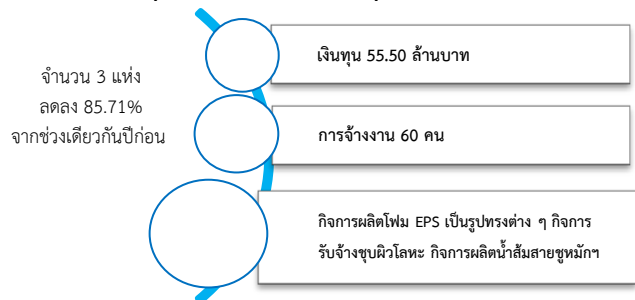 จำนวน 3 แห่ง
ลดลง 85.71%
จากช่วงเดียวกันปีก่อน
เงินทุน 55.50 ล้านบาท
การจ้างงาน 60 คน
กิจการผลิตโฟม EPS เป็นรูปทรงต่าง ๆ กิจการ
รับจ้างชุบผิวโลหะ กิจการผลิตน้ำส้มสายชูหมักฯ